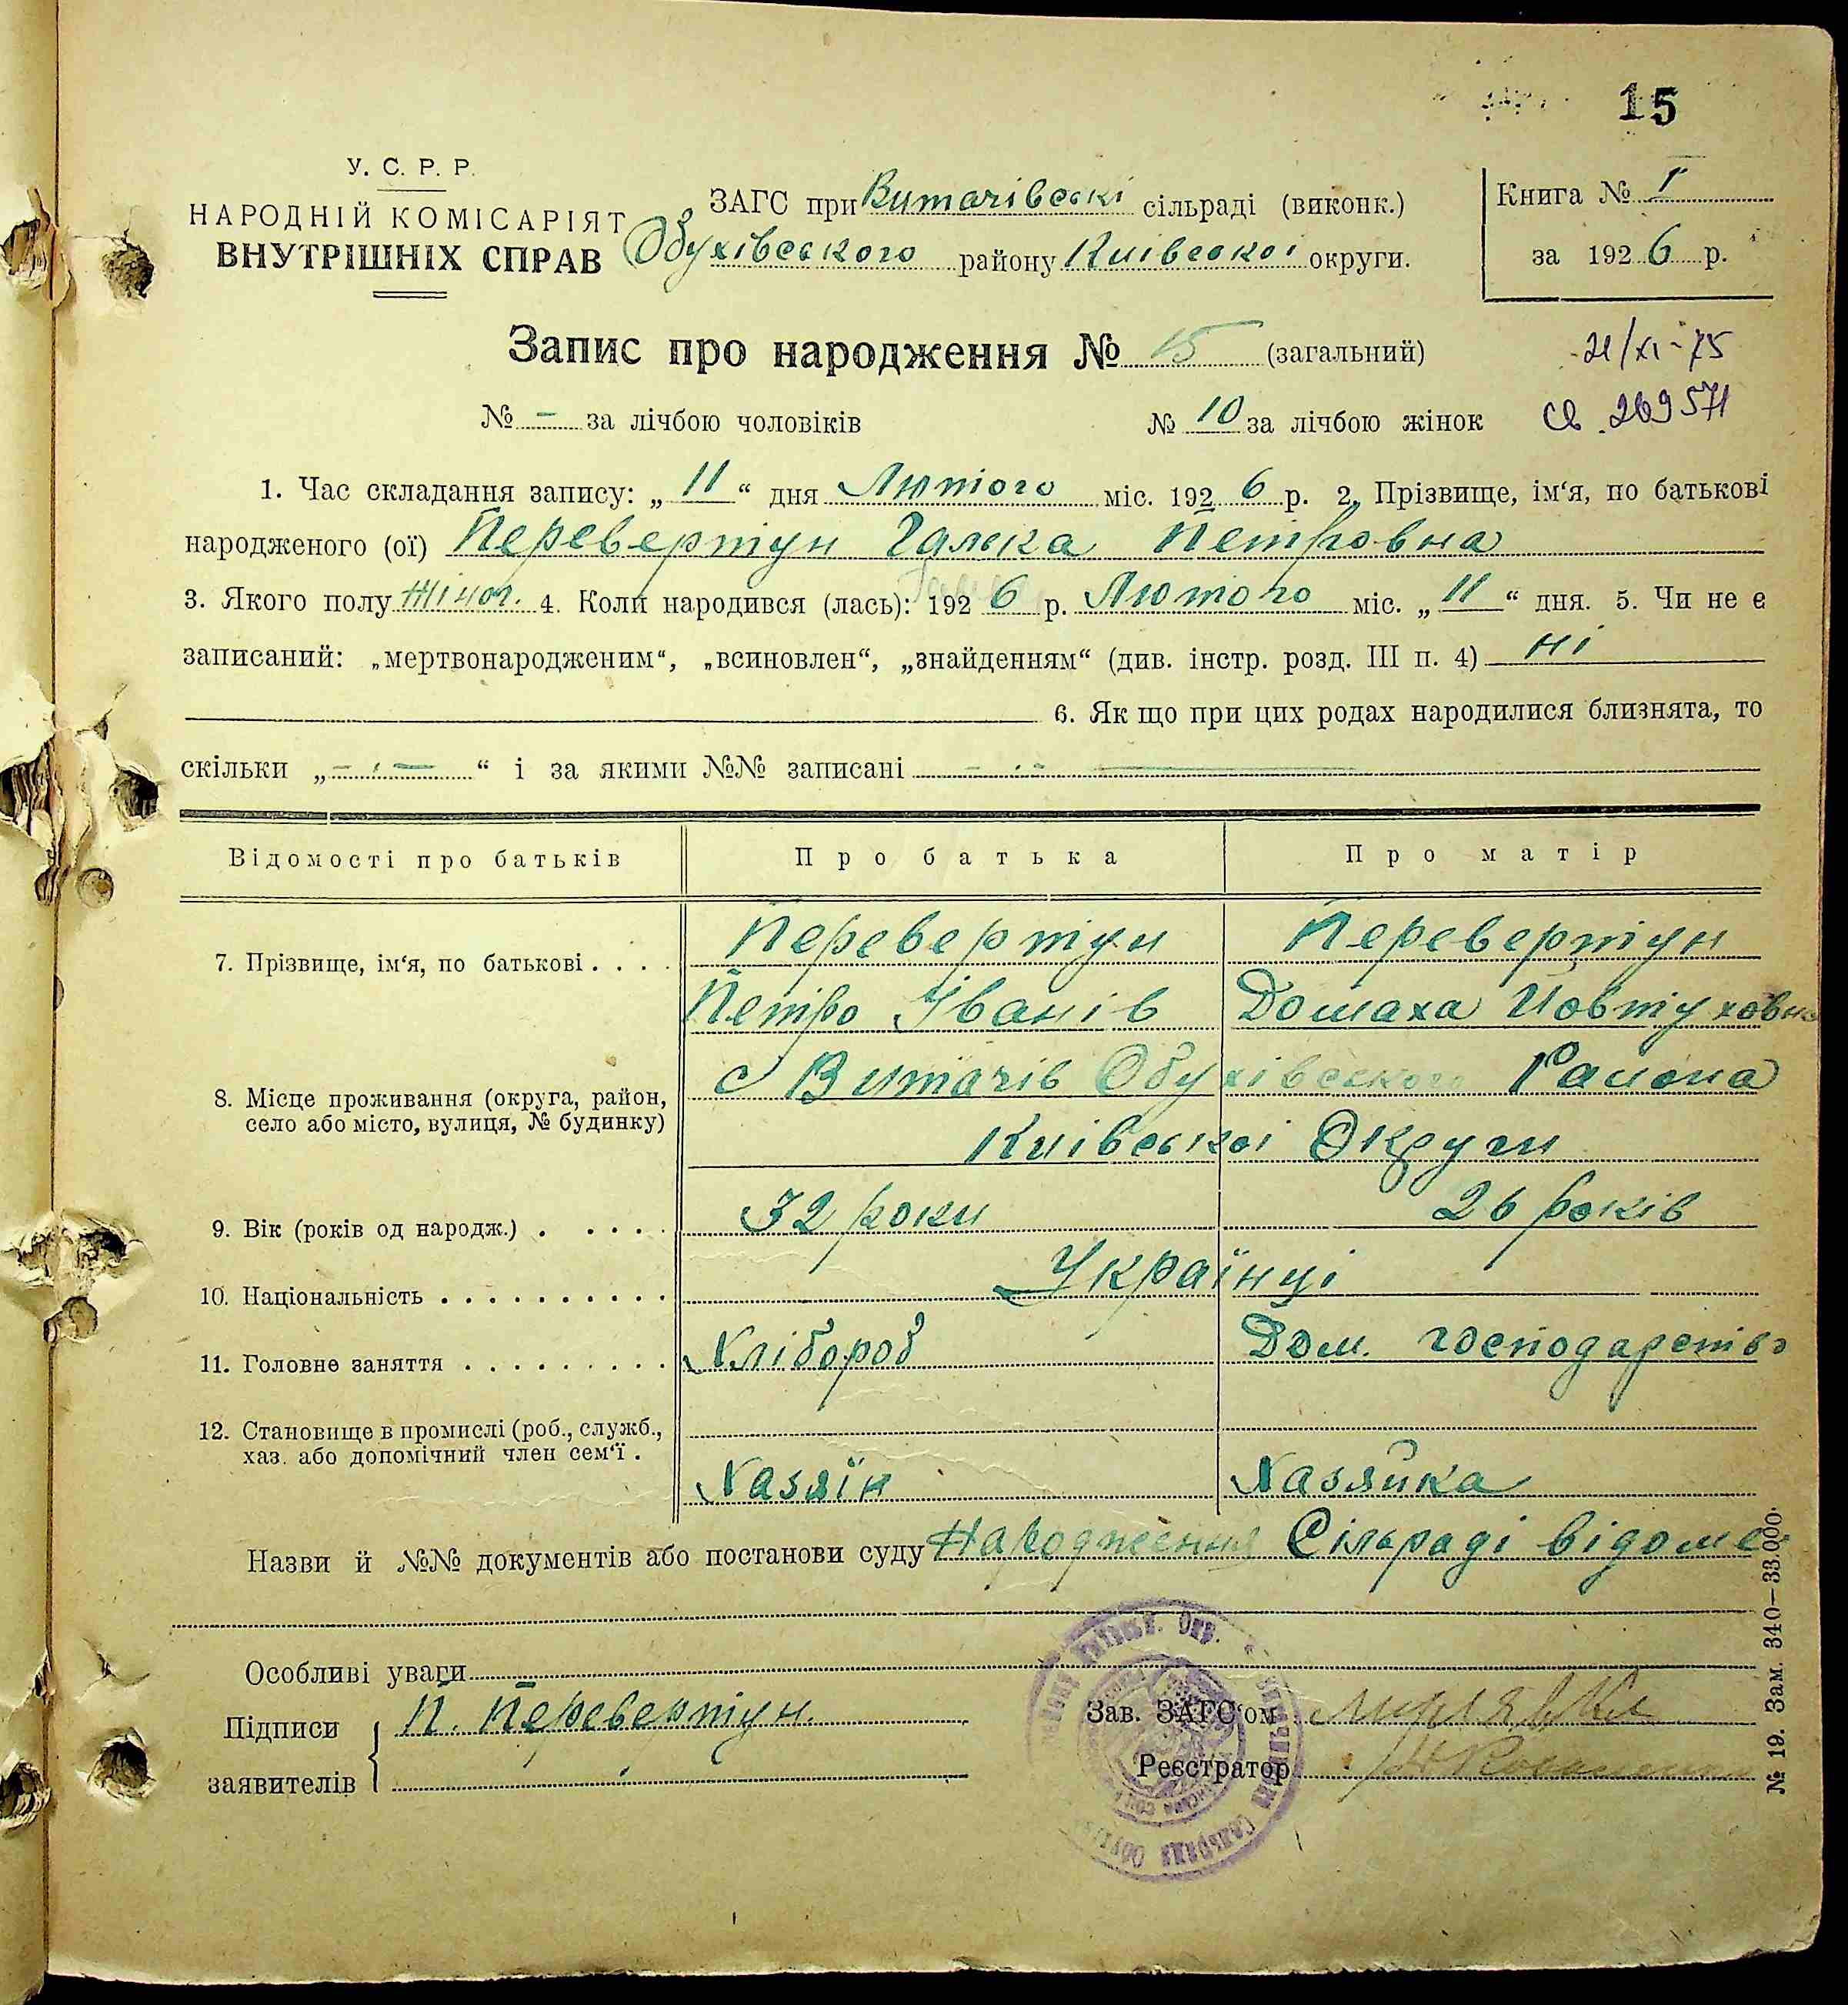 15
У. С. Р. Р.
НАРОДНІЙ КОМІСАРІЯТ
ВНУТРІШНІХ СПРАВ
ЗАГС при Витачівські сільраді (виконк.)
Обухівського району Київської округи.
Книга № I
за 1926 р.
Запис про народження № 15 (загальний)
21/XI-75
№ – за лічбою чоловіків № 10 за лічбою жінок
св. 269571
1. Час складання запису: „ 11 “ дня Лютого міс. 1926 р. 2. Прізвище, ім‘я, по батькові
народженого (ої) Перевертун Галька Петровна
3. Якого полу жіноч. 4. Коли народився (лась): 1926 р. Лютого міс. „ 11 “ дня. 5. Чи не є
записаний: „мертвонародженим“, „всиновлен“, „знайденням“ (див. інстр. розд. III п. 4) ні
6. Як що при цих родах народилися близнята, то
скільки „ – “ і за якими №№ записані –
Відомості про батьків Про батька Про матір
7. Прізвище, ім‘я, по батькові . . . . Перевертун Перевертун
Петро Іванів Домаха Йовтуховна
8. Місце проживання (округа, район,
село або місто, вулиця, № будинку)
с Витачів Обухівського Района
Київської Округи
9. Вік (років од народж.) . . . . . 32 роки 26 років
10. Національність . . . . . . . . . . Українці
11. Головне заняття . . . . . . . . . Хлібороб Дом. господарство
12. Становище в промислі (роб., служб.,
хаз. або допомічний член сем‘ї .
Хазяїн Хазяйка
Назви й №№ документів або постанови суду Народження Сільраді відоме
Особливі уваги
Підписи
заявителів
П. Перевертун.
Зав. ЗАГС‘ом
Реєстратор
№ 19. Зам. 340—33.000.